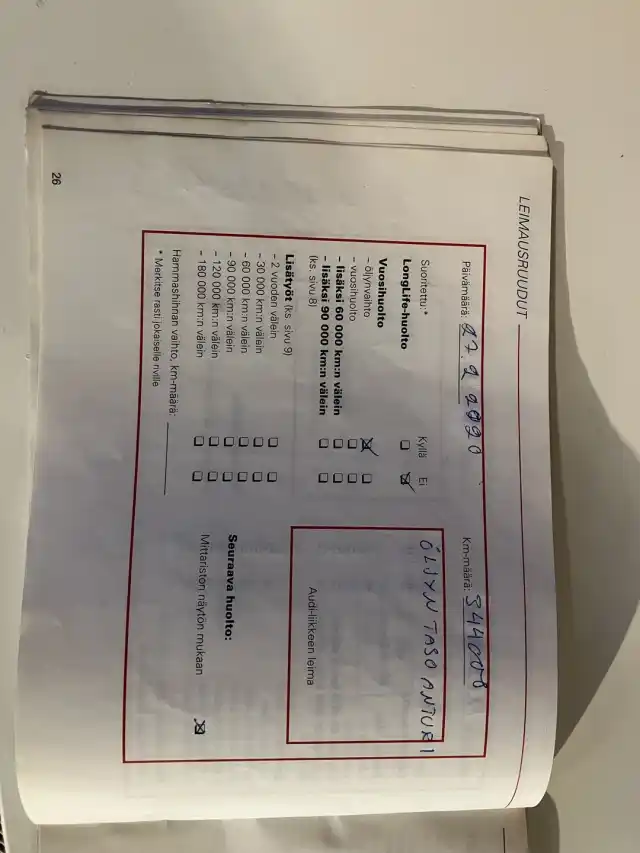 LEIMAUSRUUDUT
Päivämäärä: 27.2 2020
Km-määrä: 344008
Suoritettu:* Kyllä Ei
LongLife-huolto
Vuosihuolto
- öljynvaihto
- vuosihuolto
- lisäksi 60 000 km:n välein
- lisäksi 90 000 km:n välein
(ks. sivu 8)
ÖLJYN TASO ANTURI
Audi-liikkeen leima
Lisätyöt (ks. sivu 9)
- 2 vuoden välein
- 30 000 km:n välein
- 60 000 km:n välein
- 90 000 km:n välein
- 120 000 km:n välein
- 180 000 km:n välein
Seuraava huolto:
Mittariston näytön mukaan
Hammashihnan vaihto, km-määrä:
* Merkitse rasti jokaiselle riville
26